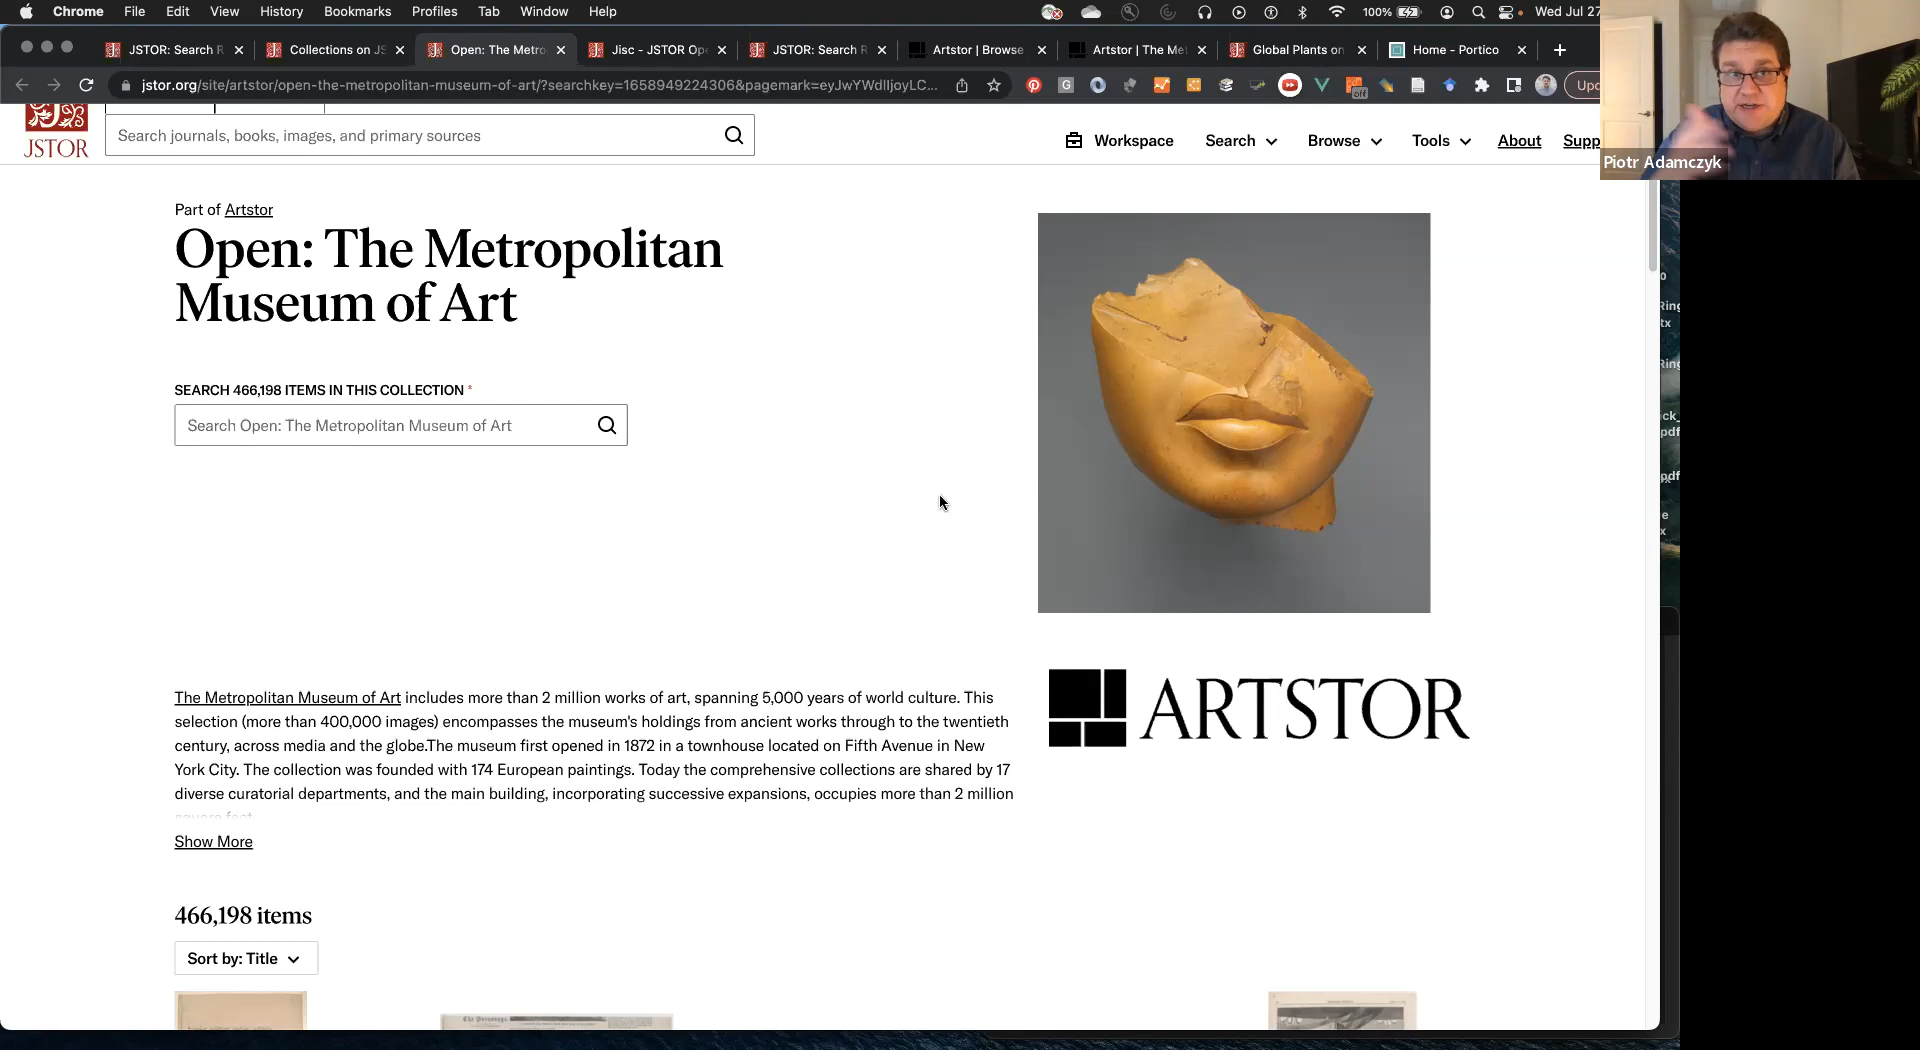 Chrome File Edit View History Bookmarks Profiles Tab Window Help
100% Wed Jul 27
JSTOR: Search R
Collections on JS
Open: The Metro
Jisc - JSTOR Ope
JSTOR: Search R
Artstor | Browse
Artstor | The Met
Global Plants on
Home - Portico
jstor.org/site/artstor/open-the-metropolitan-museum-of-art/?searchkey=1658949224306&pagemark=eyJwYWdlIjoyLC...
off
JSTOR
Search journals, books, images, and primary sources
Workspace Search Browse Tools About Supp
Piotr Adamczyk
Part of Artstor
Open: The Metropolitan
Museum of Art
SEARCH 466,198 ITEMS IN THIS COLLECTION *
Search Open: The Metropolitan Museum of Art
ARTSTOR
The Metropolitan Museum of Art includes more than 2 million works of art, spanning 5,000 years of world culture. This
selection (more than 400,000 images) encompasses the museum's holdings from ancient works through to the twentieth
century, across media and the globe.The museum first opened in 1872 in a townhouse located on Fifth Avenue in New
York City. The collection was founded with 174 European paintings. Today the comprehensive collections are shared by 17
diverse curatorial departments, and the main building, incorporating successive expansions, occupies more than 2 million
square feet
Show More
466,198 items
Sort by: Title